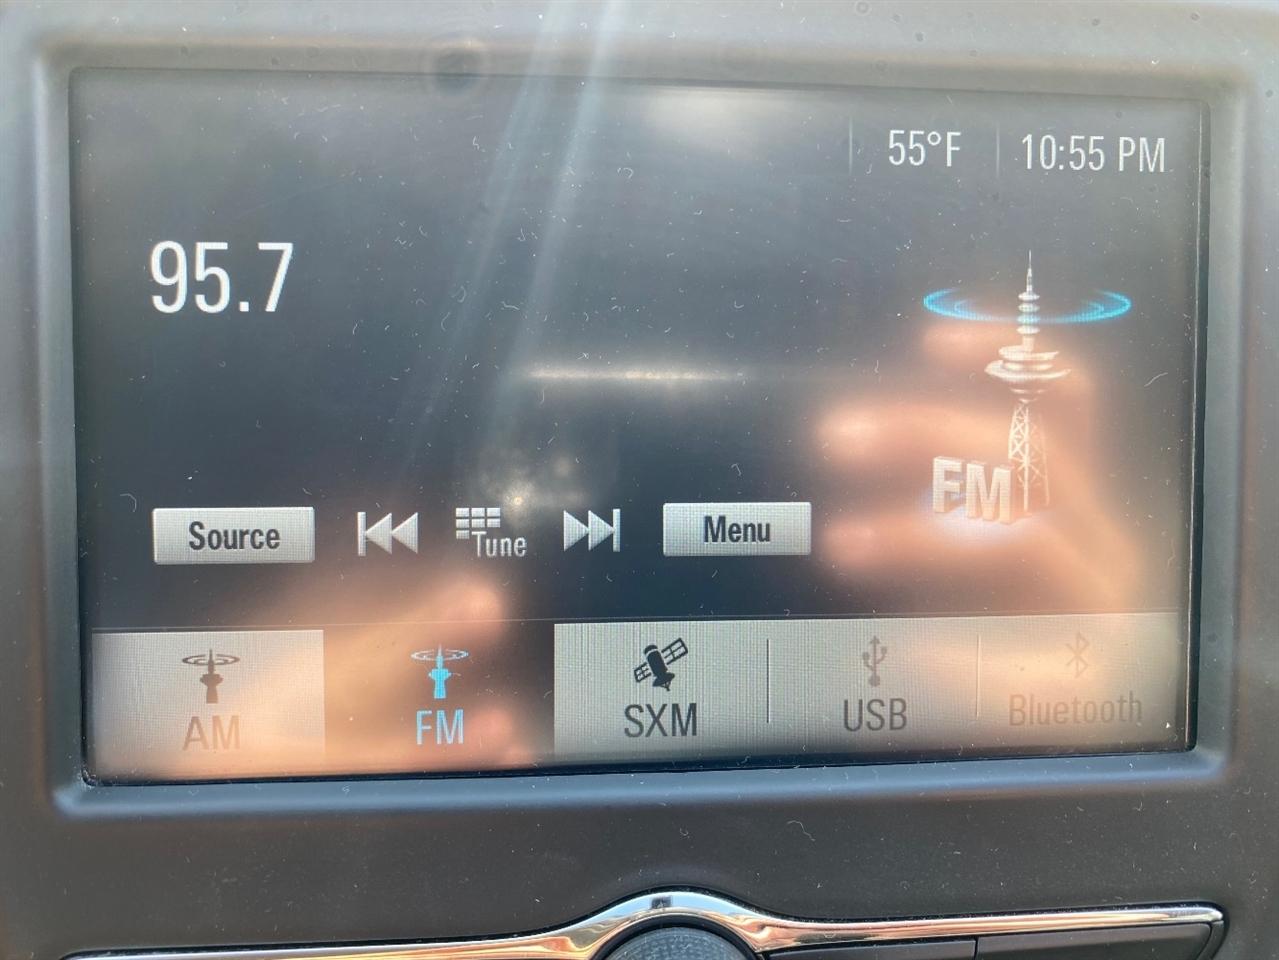 55°F 10:55 PM
95.7
FM
Source Tune Menu
AM FM SXM USB Bluetooth